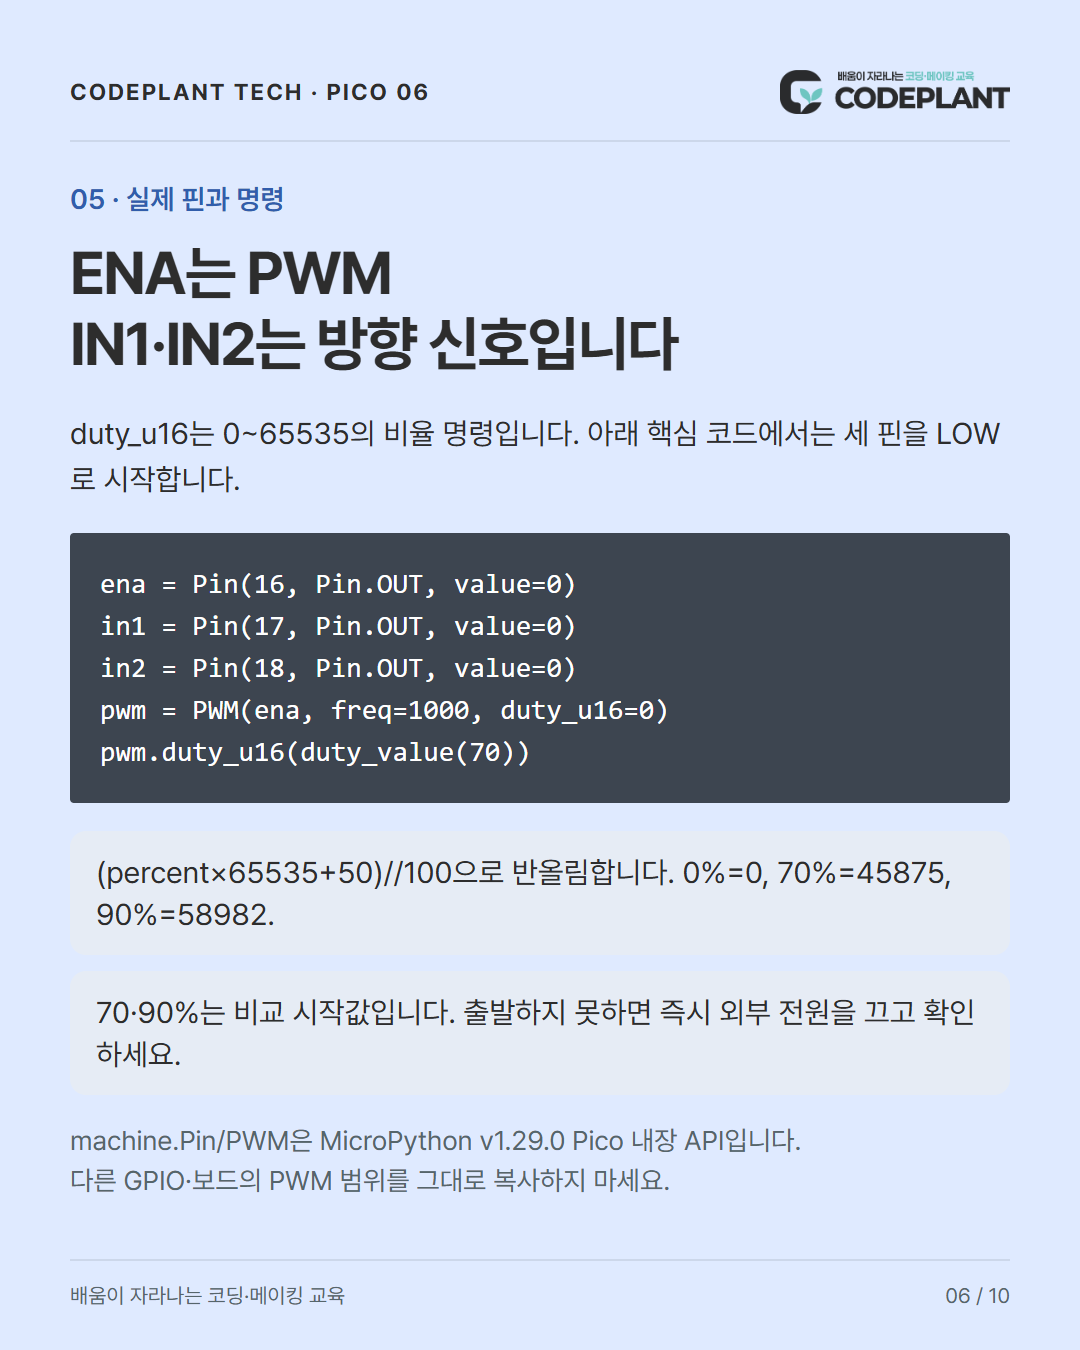 CODEPLANT TECH · PICO 06
배움이 자라나는 코딩·메이킹 교육
CODEPLANT
05 · 실제 핀과 명령
ENA는 PWM
IN1·IN2는 방향 신호입니다
duty_u16는 0~65535의 비율 명령입니다. 아래 핵심 코드에서는 세 핀을 LOW
로 시작합니다.
ena = Pin(16, Pin.OUT, value=0)
in1 = Pin(17, Pin.OUT, value=0)
in2 = Pin(18, Pin.OUT, value=0)
pwm = PWM(ena, freq=1000, duty_u16=0)
pwm.duty_u16(duty_value(70))
(percent×65535+50)//100으로 반올림합니다. 0%=0, 70%=45875,
90%=58982.
70·90%는 비교 시작값입니다. 출발하지 못하면 즉시 외부 전원을 끄고 확인
하세요.
machine.Pin/PWM은 MicroPython v1.29.0 Pico 내장 API입니다.
다른 GPIO·보드의 PWM 범위를 그대로 복사하지 마세요.
배움이 자라나는 코딩·메이킹 교육
06 / 10